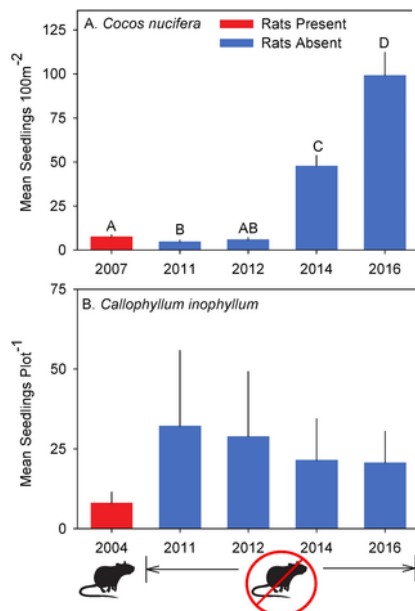 A. Cocos nucifera
Rats Present
Rats Absent
Mean Seedlings 100m-2
125
100
75
50
25
0
A
B
AB
C
D
2007 2011 2012 2014 2016
B. Callophyllum inophyllum
Mean Seedlings Plot-1
75
50
25
0
2004 2011 2012 2014 2016